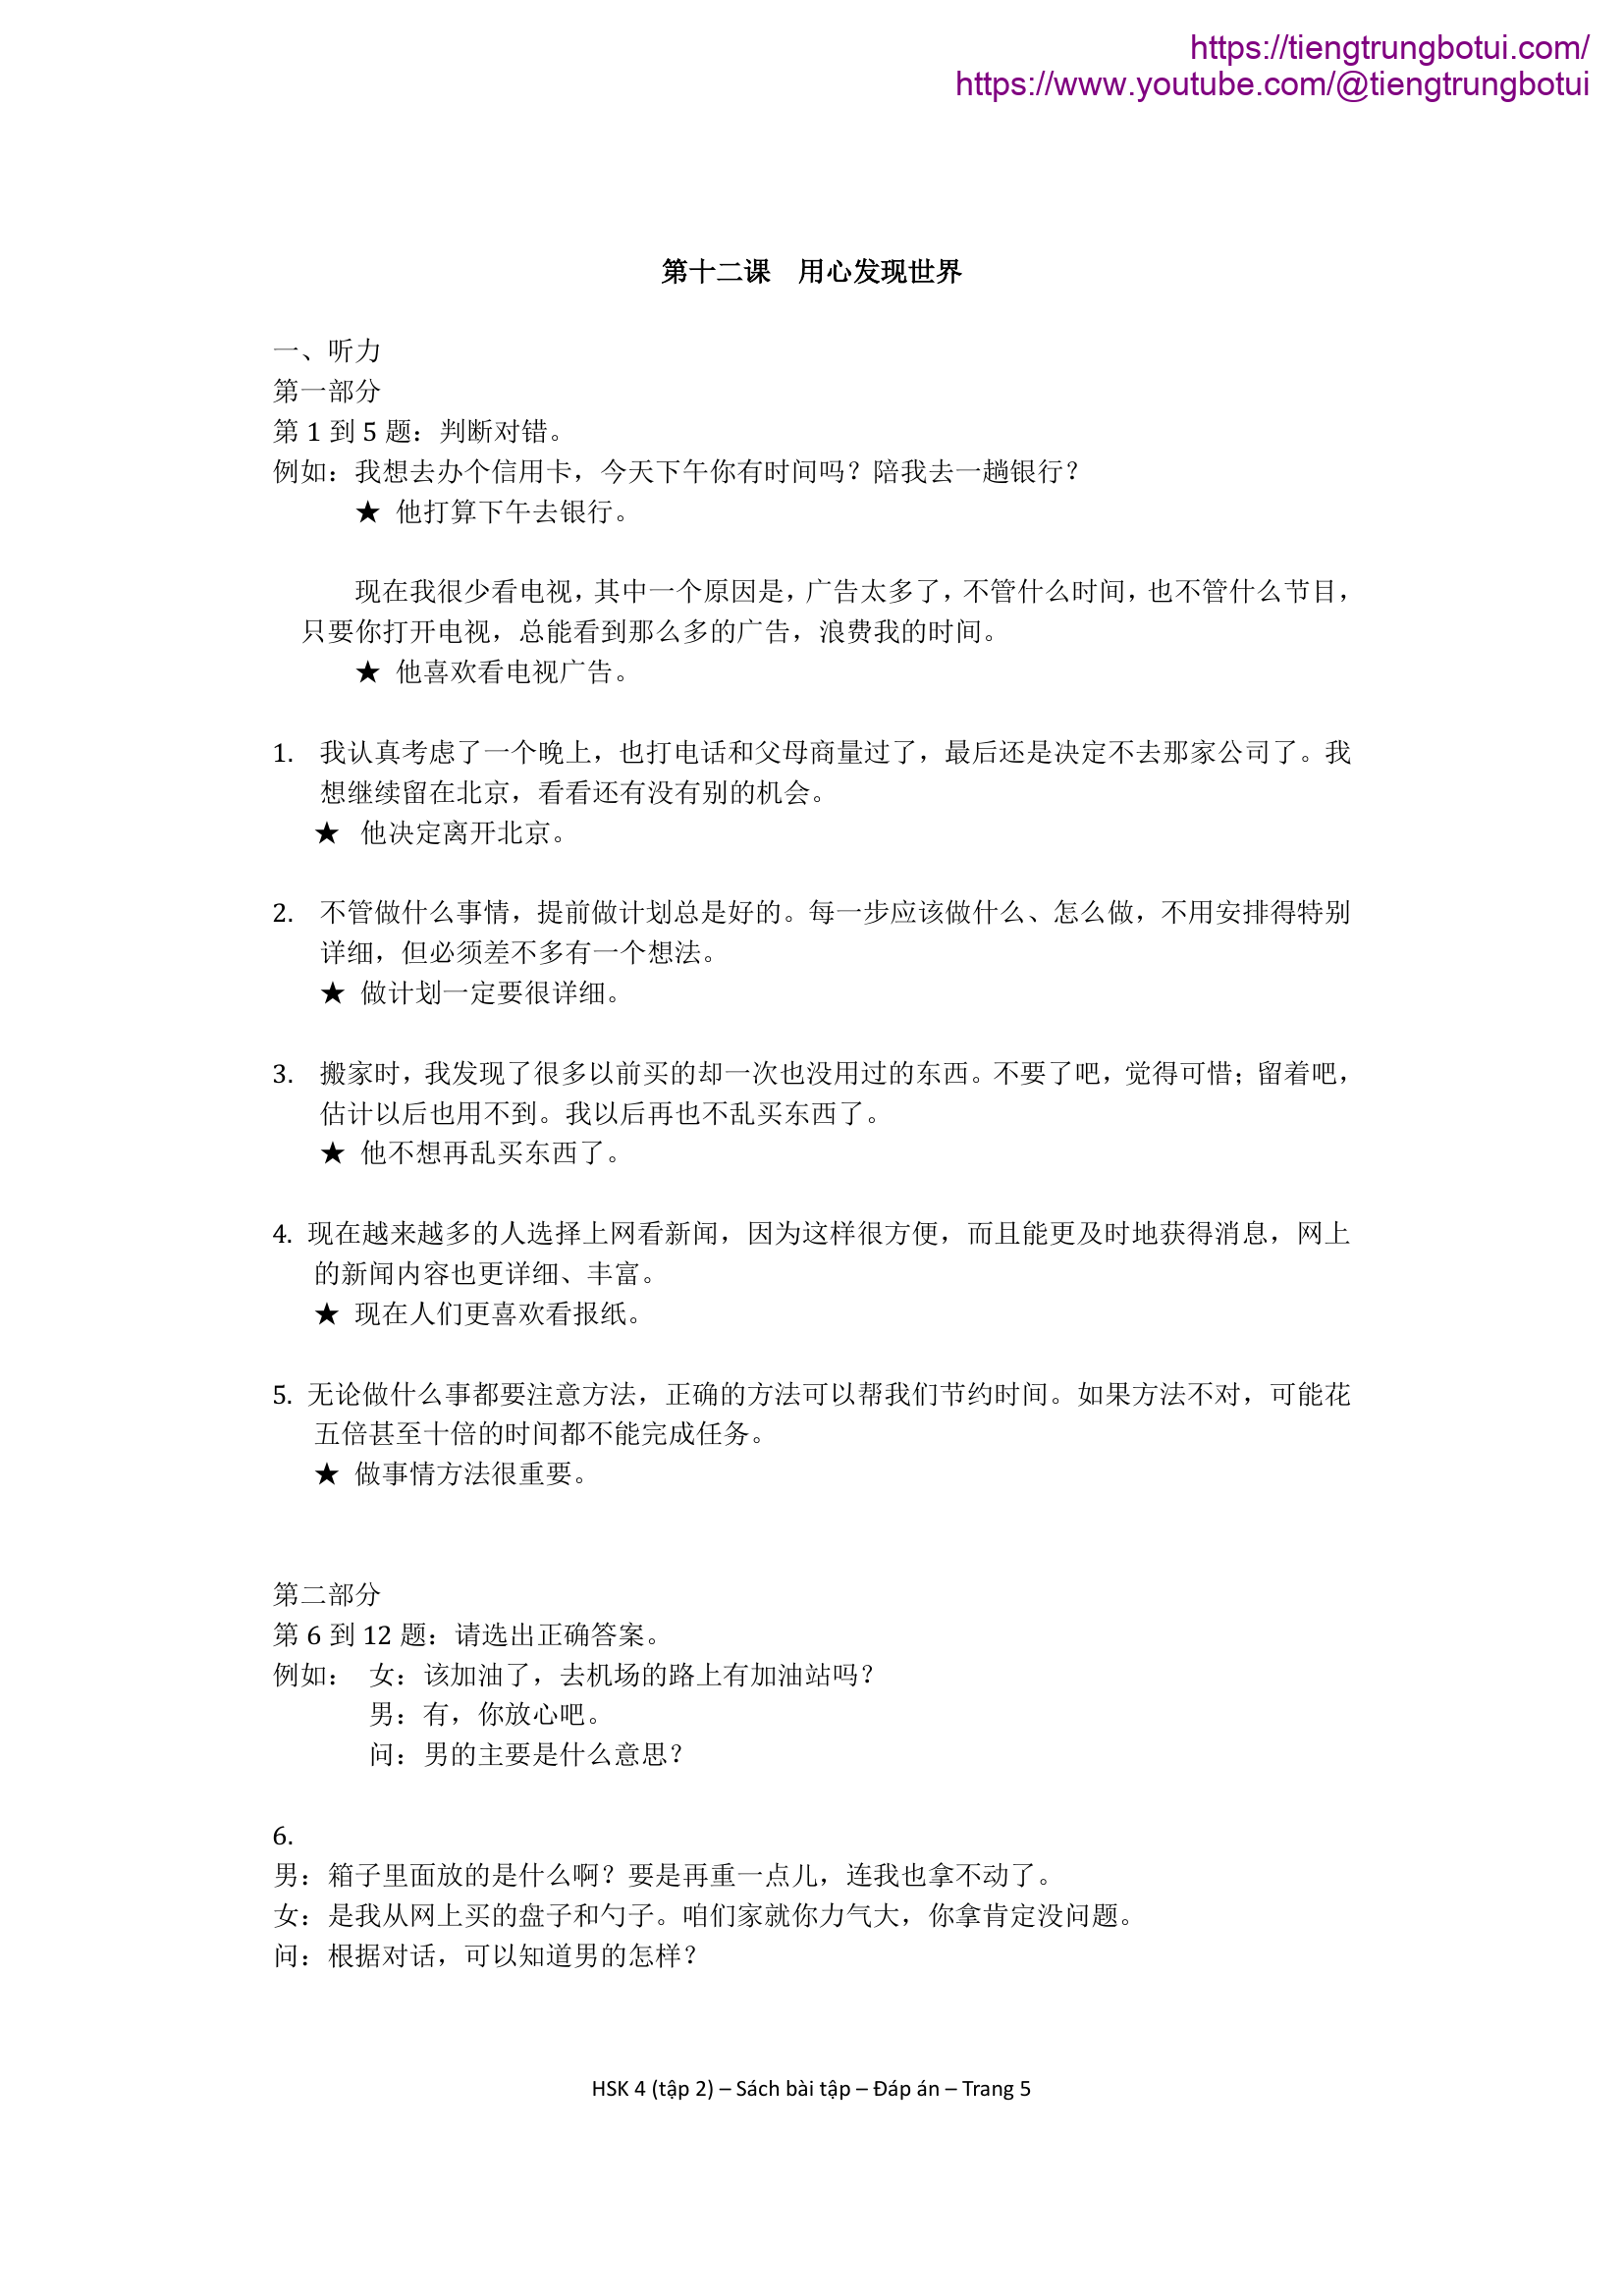 https://tiengtrungbotui.com/
https://www.youtube.com/@tiengtrungbotui
第十二课　用心发现世界
一、听力
第一部分
第 1 到 5 题：判断对错。
例如：我想去办个信用卡，今天下午你有时间吗？陪我去一趟银行？
★ 他打算下午去银行。
现在我很少看电视，其中一个原因是，广告太多了，不管什么时间，也不管什么节目，
只要你打开电视，总能看到那么多的广告，浪费我的时间。
★ 他喜欢看电视广告。
1. 我认真考虑了一个晚上，也打电话和父母商量过了，最后还是决定不去那家公司了。我
想继续留在北京，看看还有没有别的机会。
★ 他决定离开北京。
2. 不管做什么事情，提前做计划总是好的。每一步应该做什么、怎么做，不用安排得特别
详细，但必须差不多有一个想法。
★ 做计划一定要很详细。
3. 搬家时，我发现了很多以前买的却一次也没用过的东西。不要了吧，觉得可惜；留着吧，
估计以后也用不到。我以后再也不乱买东西了。
★ 他不想再乱买东西了。
4. 现在越来越多的人选择上网看新闻，因为这样很方便，而且能更及时地获得消息，网上
的新闻内容也更详细、丰富。
★ 现在人们更喜欢看报纸。
5. 无论做什么事都要注意方法，正确的方法可以帮我们节约时间。如果方法不对，可能花
五倍甚至十倍的时间都不能完成任务。
★ 做事情方法很重要。
第二部分
第 6 到 12 题：请选出正确答案。
例如： 女：该加油了，去机场的路上有加油站吗？
男：有，你放心吧。
问：男的主要是什么意思？
6.
男：箱子里面放的是什么啊？要是再重一点儿，连我也拿不动了。
女：是我从网上买的盘子和勺子。咱们家就你力气大，你拿肯定没问题。
问：根据对话，可以知道男的怎样？
HSK 4 (tập 2) – Sách bài tập – Đáp án – Trang 5